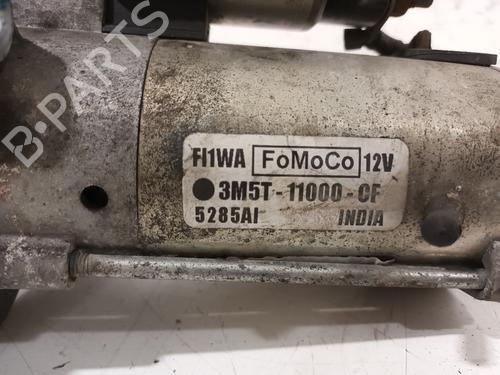 B-PARTS
FI1WA FoMoCo 12V
3M5T-11000-CF
5285AI INDIA